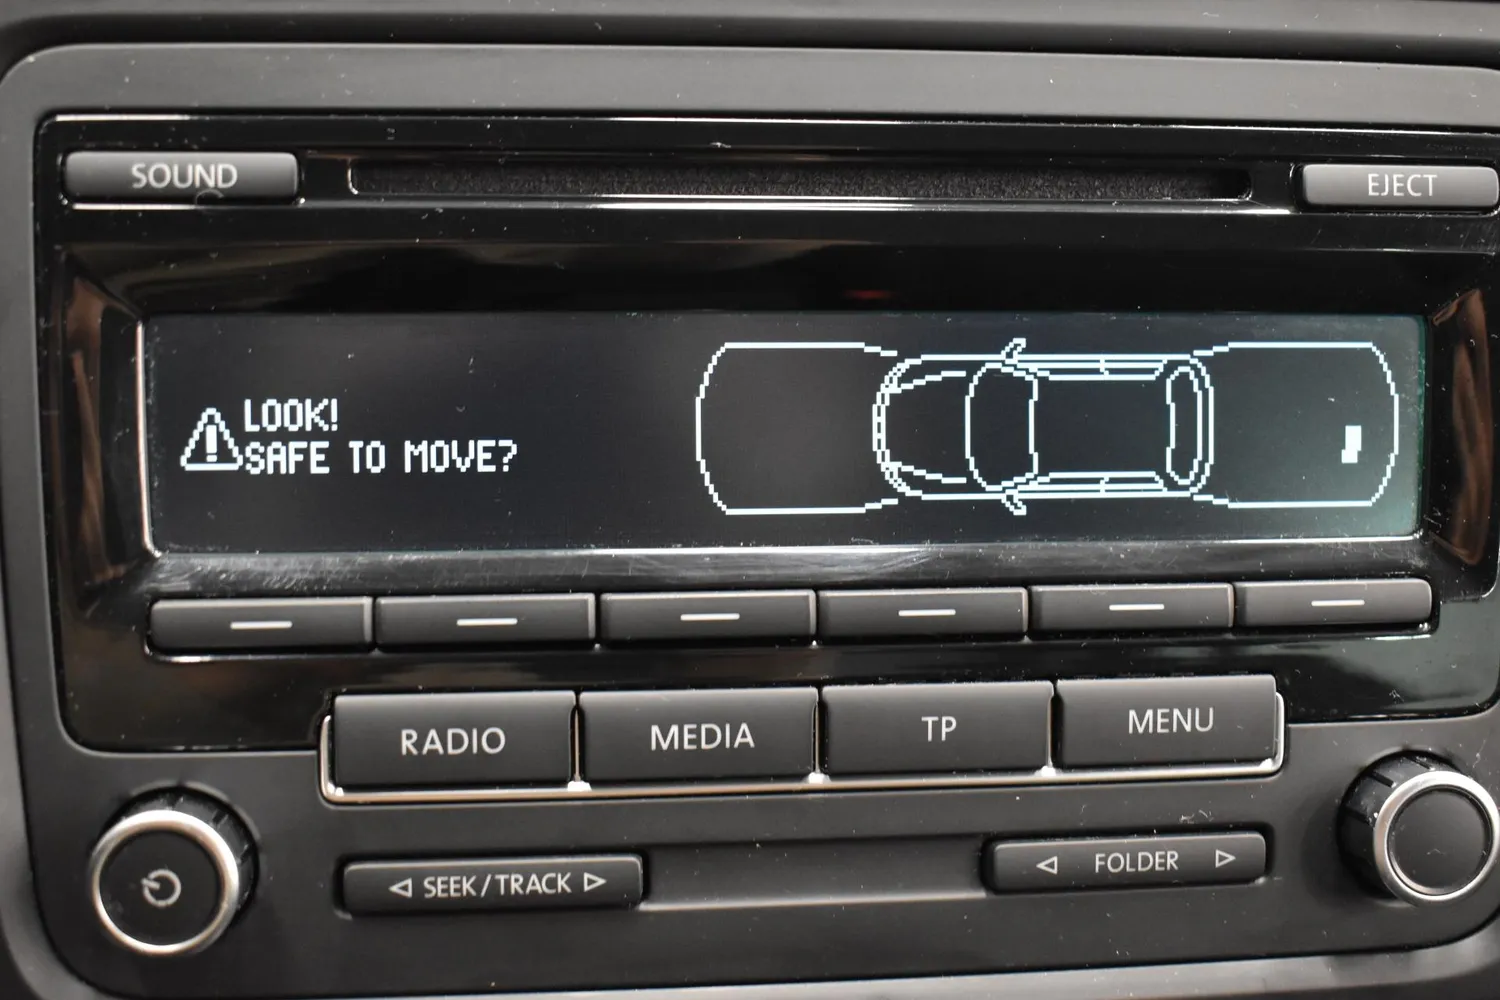 SOUND
EJECT
LOOK!
SAFE TO MOVE?
RADIO
MEDIA
TP
MENU
SEEK/TRACK
FOLDER